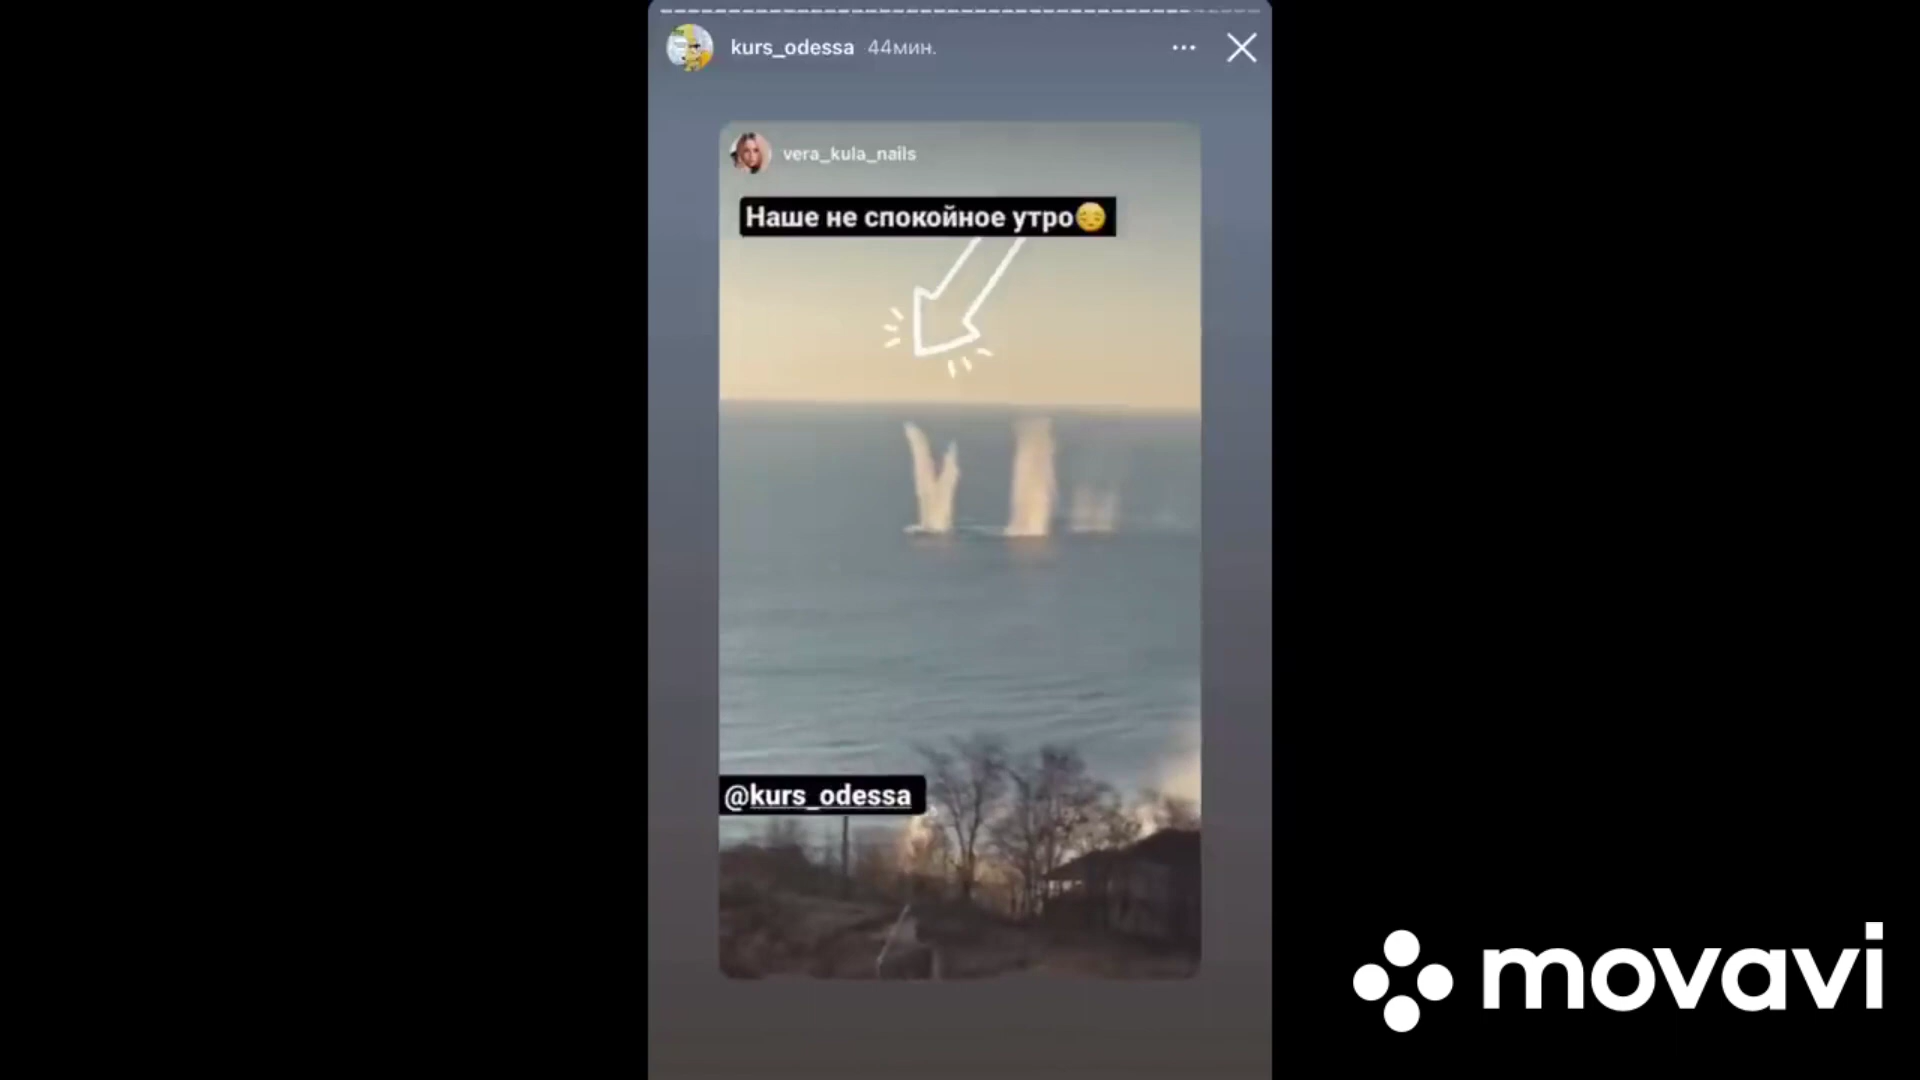 kurs_odessa 44мин.
vera_kula_nails
Наше не спокойное утро😔
@kurs_odessa
movavi